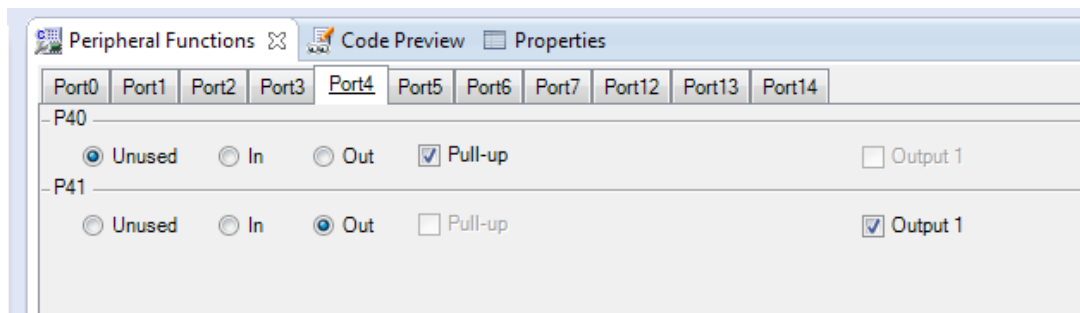 Peripheral Functions Code Preview Properties
Port0 Port1 Port2 Port3 Port4 Port5 Port6 Port7 Port12 Port13 Port14
P40
Unused In Out Pull-up Output 1
P41
Unused In Out Pull-up Output 1